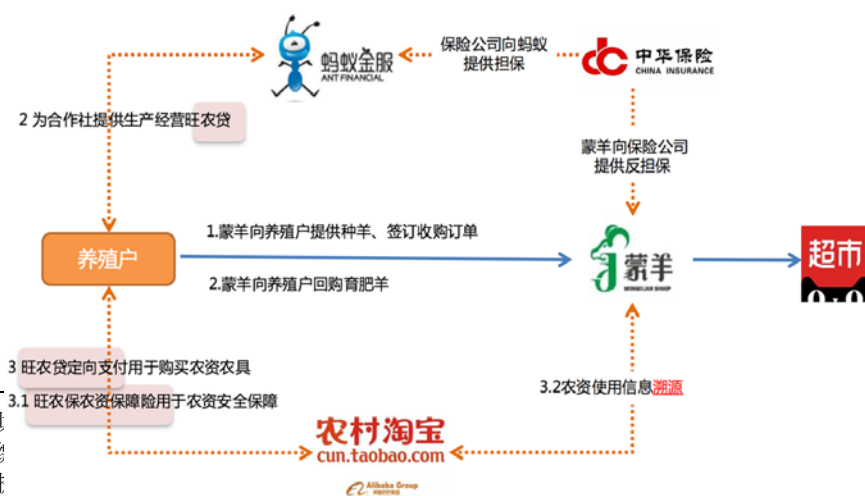 蚂蚁金服
ANT FINANCIAL
保险公司向蚂蚁
提供担保
中华保险
CHINA INSURANCE
2 为合作社提供生产经营旺农贷
蒙羊向保险公司
提供反担保
养殖户
1.蒙羊向养殖户提供种羊、签订收购订单
2.蒙羊向养殖户回购育肥羊
蒙羊
超市
3 旺农贷定向支付用于购买农资农具
3.1 旺农保农资保障险用于农资安全保障
3.2农资使用信息溯源
农村淘宝
cun.taobao.com
Alibaba Group